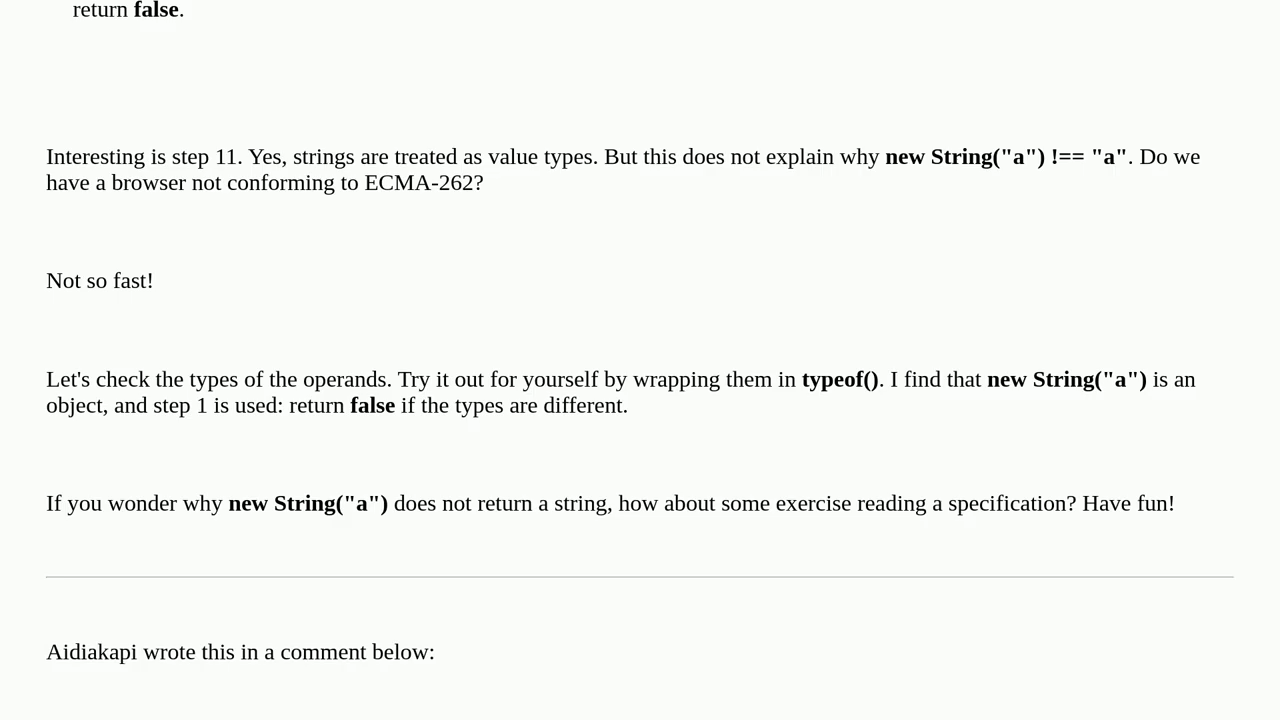 return false.
Interesting is step 11. Yes, strings are treated as value types. But this does not explain why new String("a") !== "a". Do we
have a browser not conforming to ECMA-262?
Not so fast!
Let's check the types of the operands. Try it out for yourself by wrapping them in typeof(). I find that new String("a") is an
object, and step 1 is used: return false if the types are different.
If you wonder why new String("a") does not return a string, how about some exercise reading a specification? Have fun!
Aidiakapi wrote this in a comment below: